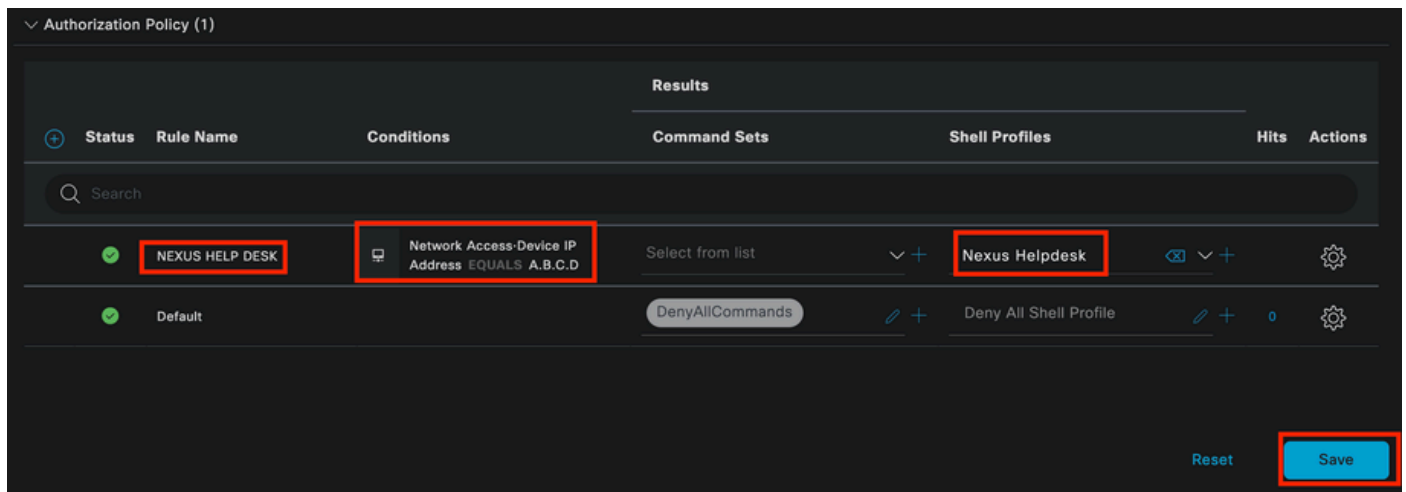 Authorization Policy (1)
Results
Status Rule Name Conditions Command Sets Shell Profiles Hits Actions
Search
NEXUS HELP DESK
Network Access·Device IP
Address EQUALS A.B.C.D
Select from list
Nexus Helpdesk
Default
DenyAllCommands
Deny All Shell Profile
0
Reset
Save